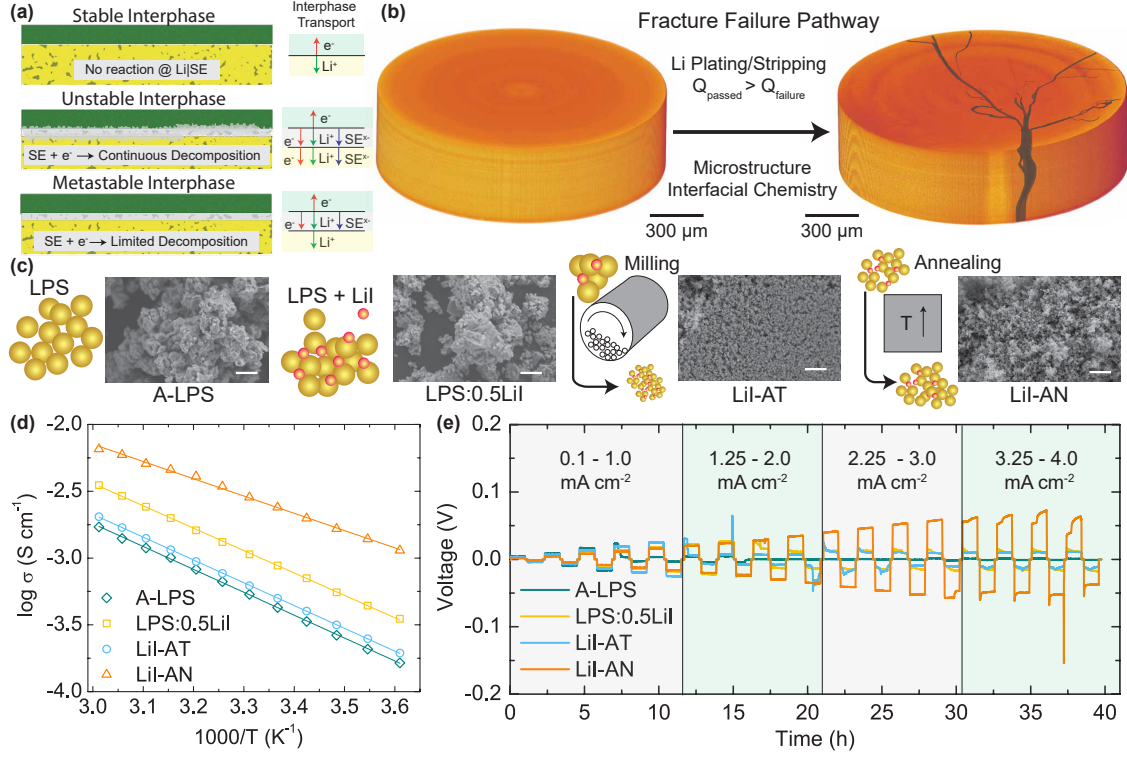 (a)
Stable Interphase
Interphase
Transport
No reaction @ Li|SE
e-
Li+
Unstable Interphase
SE + e- → Continuous Decomposition
e-
e- Li+ SEx-
e- Li+ SEx-
Metastable Interphase
SE + e- → Limited Decomposition
e-
e- Li+ SEx-
Li+
(b)
Fracture Failure Pathway
Li Plating/Stripping
Qpassed > Qfailure
Microstructure
Interfacial Chemistry
300 μm
300 μm
(c)
LPS
A-LPS
LPS + LiI
LPS:0.5LiI
Milling
LiI-AT
Annealing
T
LiI-AN
(d)
log σ (S cm-1)
-2.0
-2.5
-3.0
-3.5
-4.0
A-LPS
LPS:0.5LiI
LiI-AT
LiI-AN
3.0 3.1 3.2 3.3 3.4 3.5 3.6
1000/T (K-1)
(e)
Voltage (V)
0.2
0.1
0.0
-0.1
-0.2
0.1 - 1.0
mA cm-2
1.25 - 2.0
mA cm-2
2.25 - 3.0
mA cm-2
3.25 - 4.0
mA cm-2
A-LPS
LPS:0.5LiI
LiI-AT
LiI-AN
0 5 10 15 20 25 30 35 40
Time (h)